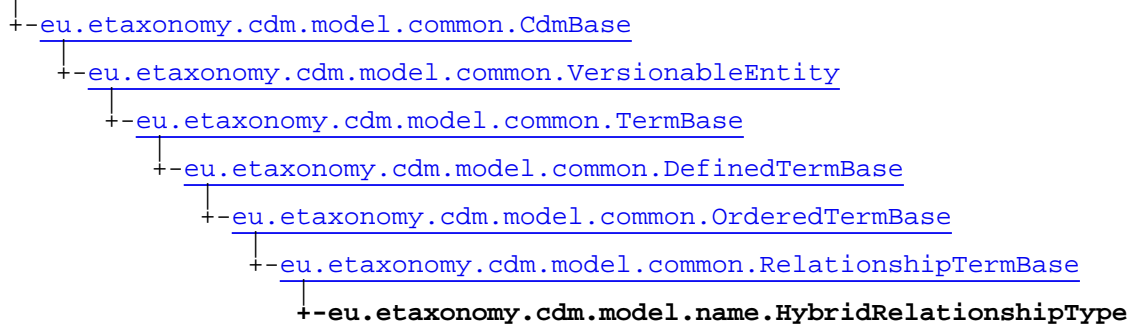 +-eu.etaxonomy.cdm.model.common.CdmBase
+-eu.etaxonomy.cdm.model.common.VersionableEntity
+-eu.etaxonomy.cdm.model.common.TermBase
+-eu.etaxonomy.cdm.model.common.DefinedTermBase
+-eu.etaxonomy.cdm.model.common.OrderedTermBase
+-eu.etaxonomy.cdm.model.common.RelationshipTermBase
+-eu.etaxonomy.cdm.model.name.HybridRelationshipType